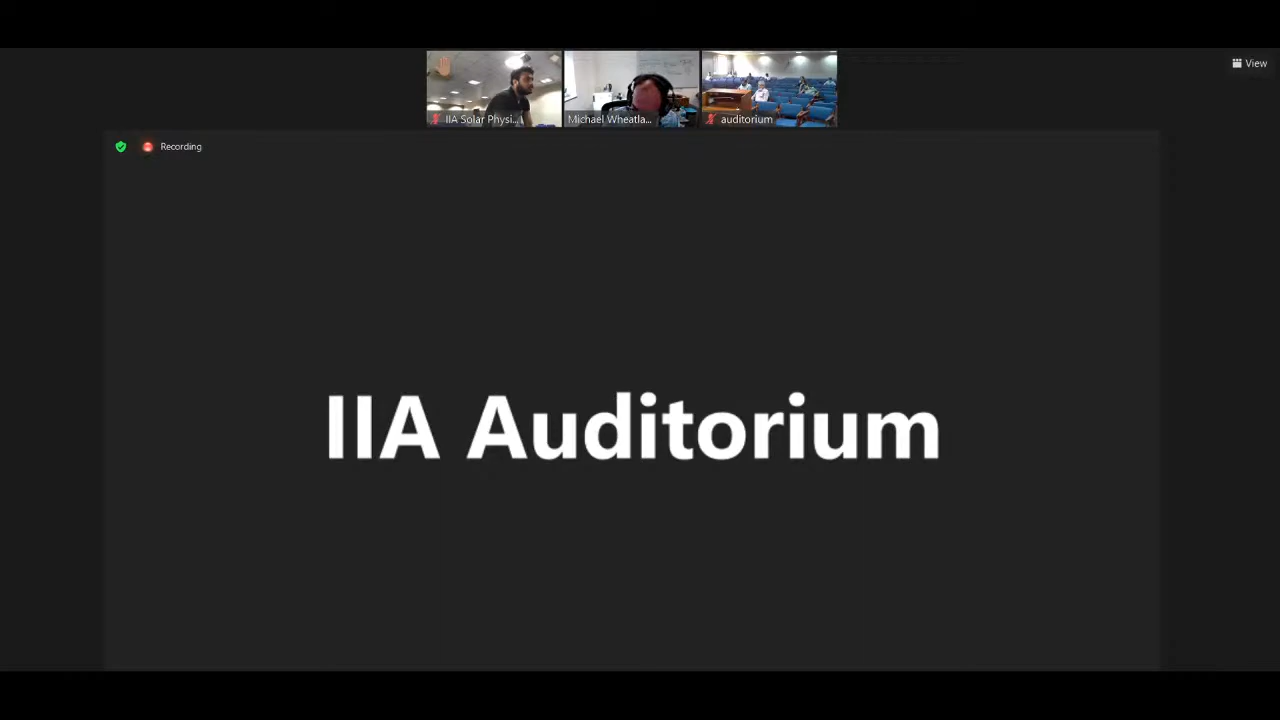 View
IIA Solar Physi...
Michael Wheatla...
auditorium
Recording
IIA Auditorium